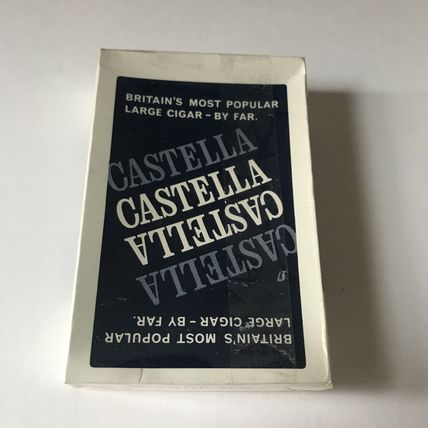 BRITAIN'S MOST POPULAR
LARGE CIGAR - BY FAR.
CASTELLA
CASTELLA
CASTELLA
CASTELLA
LARGE CIGAR - BY FAR.
BRITAIN'S MOST POPULAR